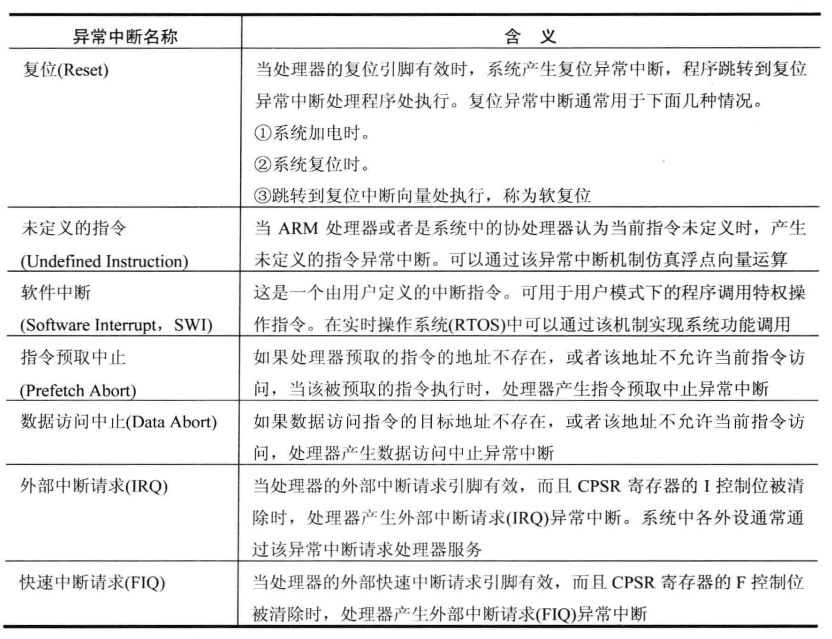 异常中断名称 含 义
复位(Reset) 当处理器的复位引脚有效时，系统产生复位异常中断，程序跳转到复位
异常中断处理程序处执行。复位异常中断通常用于下面几种情况。
①系统加电时。
②系统复位时。
③跳转到复位中断向量处执行，称为软复位
未定义的指令 当 ARM 处理器或者是系统中的协处理器认为当前指令未定义时，产生
(Undefined Instruction) 未定义的指令异常中断。可以通过该异常中断机制仿真浮点向量运算
软件中断 这是一个由用户定义的中断指令。可用于用户模式下的程序调用特权操
(Software Interrupt，SWI) 作指令。在实时操作系统(RTOS)中可以通过该机制实现系统功能调用
指令预取中止 如果处理器预取的指令的地址不存在，或者该地址不允许当前指令访
(Prefetch Abort) 问，当该被预取的指令执行时，处理器产生指令预取中止异常中断
数据访问中止(Data Abort) 如果数据访问指令的目标地址不存在，或者该地址不允许当前指令访
问，处理器产生数据访问中止异常中断
外部中断请求(IRQ) 当处理器的外部中断请求引脚有效，而且 CPSR 寄存器的 I 控制位被清
除时，处理器产生外部中断请求(IRQ)异常中断。系统中各外设通常通
过该异常中断请求处理器服务
快速中断请求(FIQ) 当处理器的外部快速中断请求引脚有效，而且 CPSR 寄存器的 F 控制位
被清除时，处理器产生外部中断请求(FIQ)异常中断